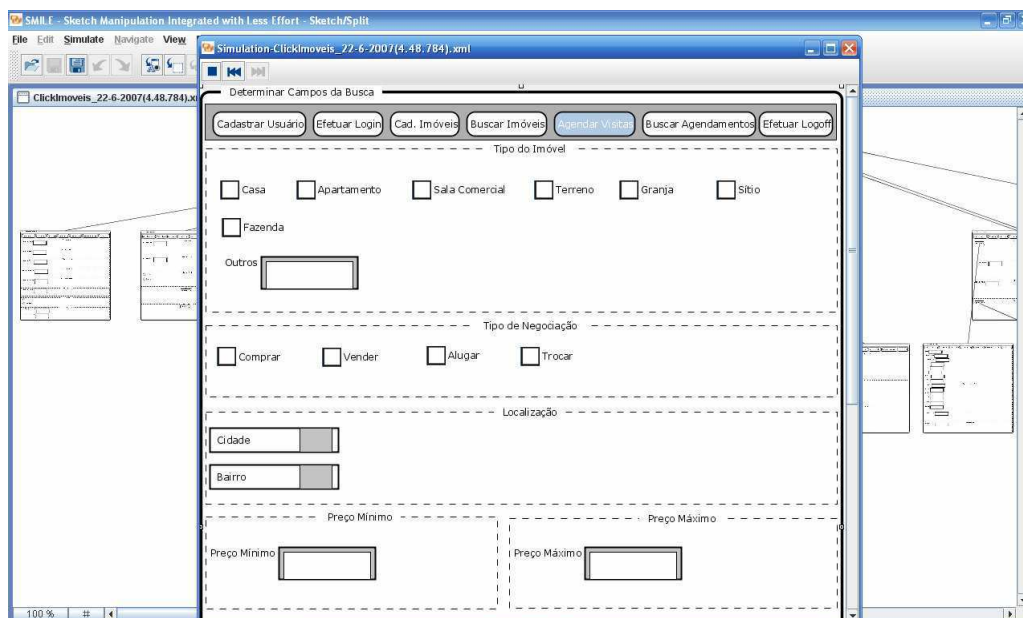 SMILE - Sketch Manipulation Integrated with Less Effort - Sketch/Split
File Edit Simulate Navigate View
Simulation-ClickImoveis_22-6-2007(4.48.784).xml
ClickImoveis_22-6-2007(4.48.784).x
Determinar Campos da Busca
Cadastrar Usuário Efetuar Login Cad. Imóveis Buscar Imóveis Agendar Visitas Buscar Agendamentos Efetuar Logoff
Tipo do Imóvel
Casa Apartamento Sala Comercial Terreno Granja Sítio
Fazenda
Outros
Tipo de Negociação
Comprar Vender Alugar Trocar
Localização
Cidade
Bairro
Preço Mínimo Preço Máximo
Preço Mínimo Preço Máximo
100 % #